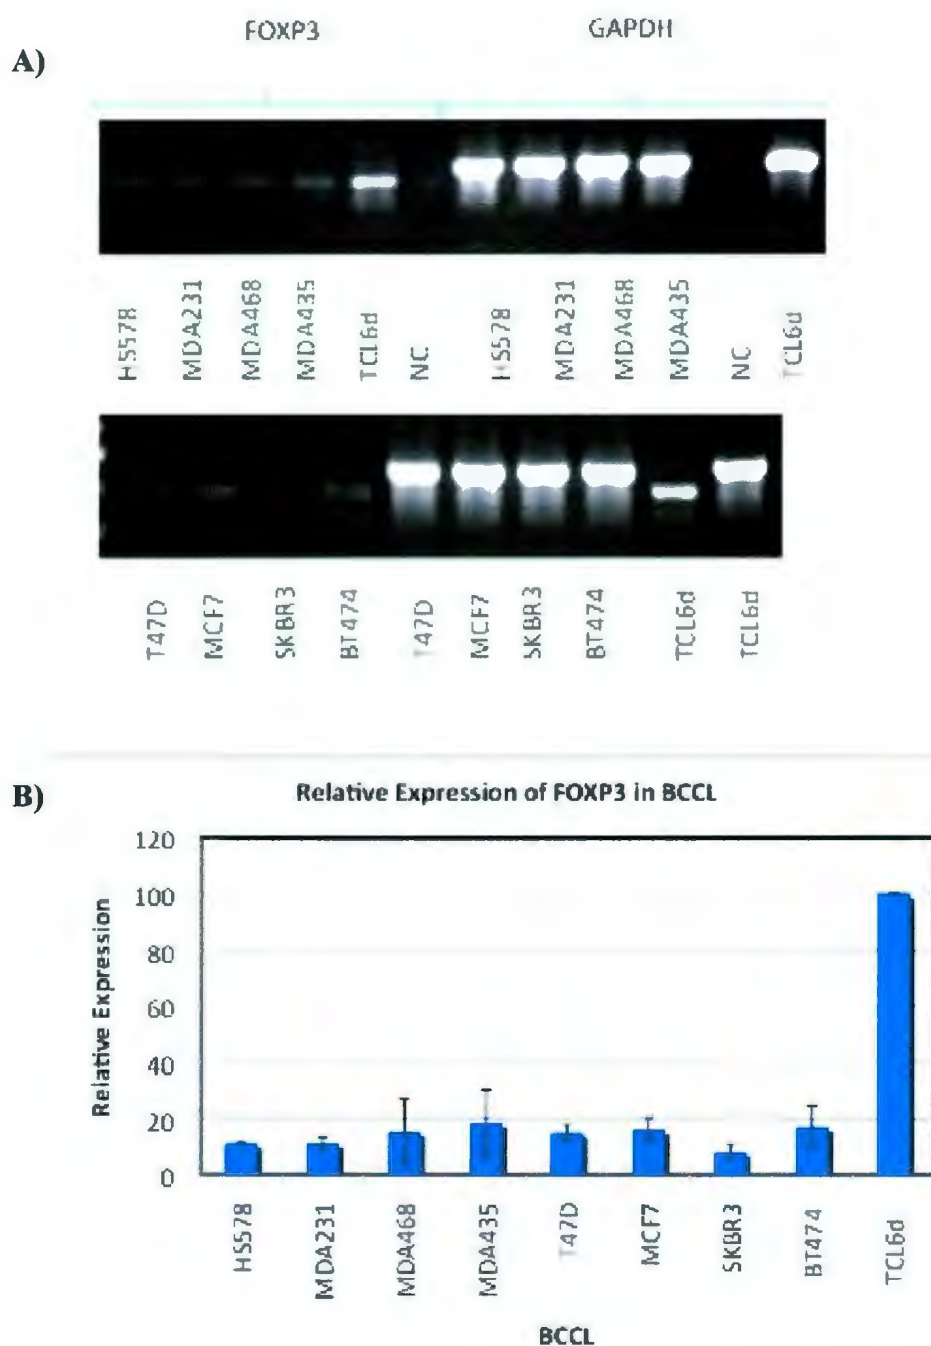 FOXP3 GAPDH
A)
HS578 MDA231 MDA468 MDA435 TCL6d NC HS578 MDA231 MDA468 MDA435 NC TCL6d
T47D MCF7 SKBR3 BT474 T47D MCF7 SKBR3 BT474 TCL6d TCL6d
B)
Relative Expression of FOXP3 in BCCL
120
100
80
60
40
20
0
Relative Expression
HS578 MDA231 MDA468 MDA435 T47D MCF7 SKBR3 BT474 TCL6d
BCCL